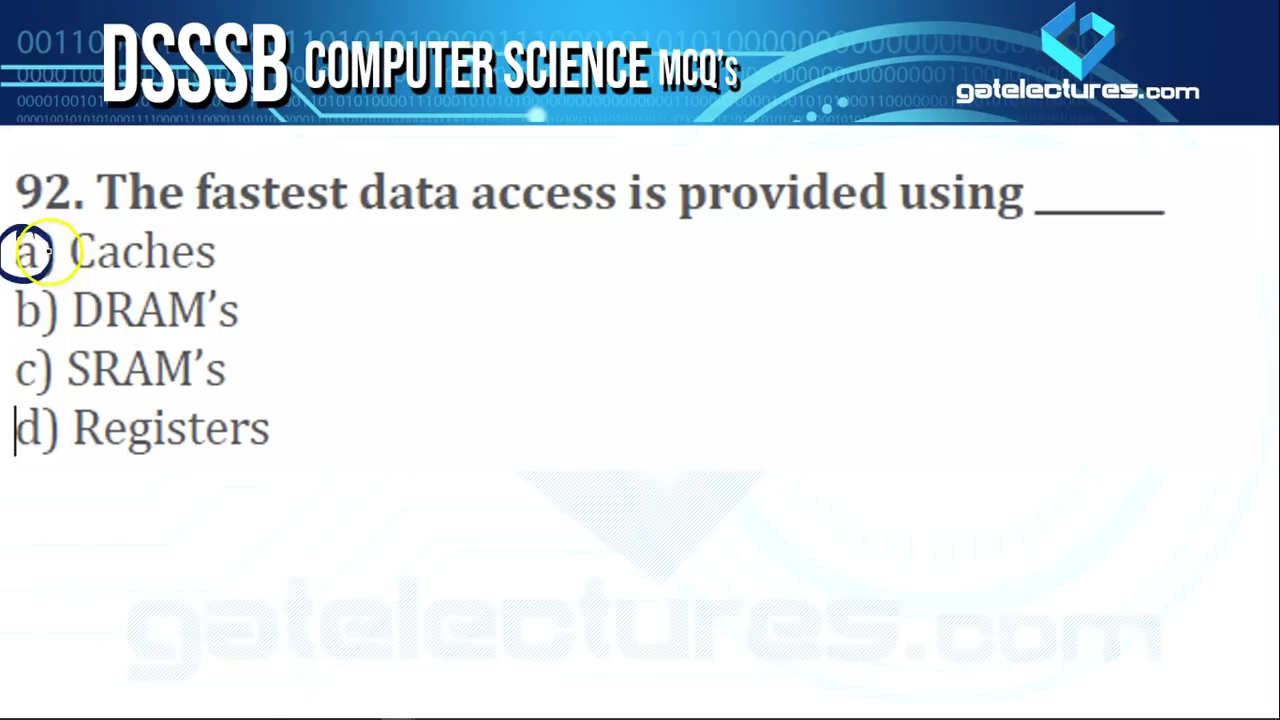 DSSSB COMPUTER SCIENCE MCQ's
gatelectures.com
92. The fastest data access is provided using ______
a) Caches
b) DRAM’s
c) SRAM’s
d) Registers
gatelectures.com